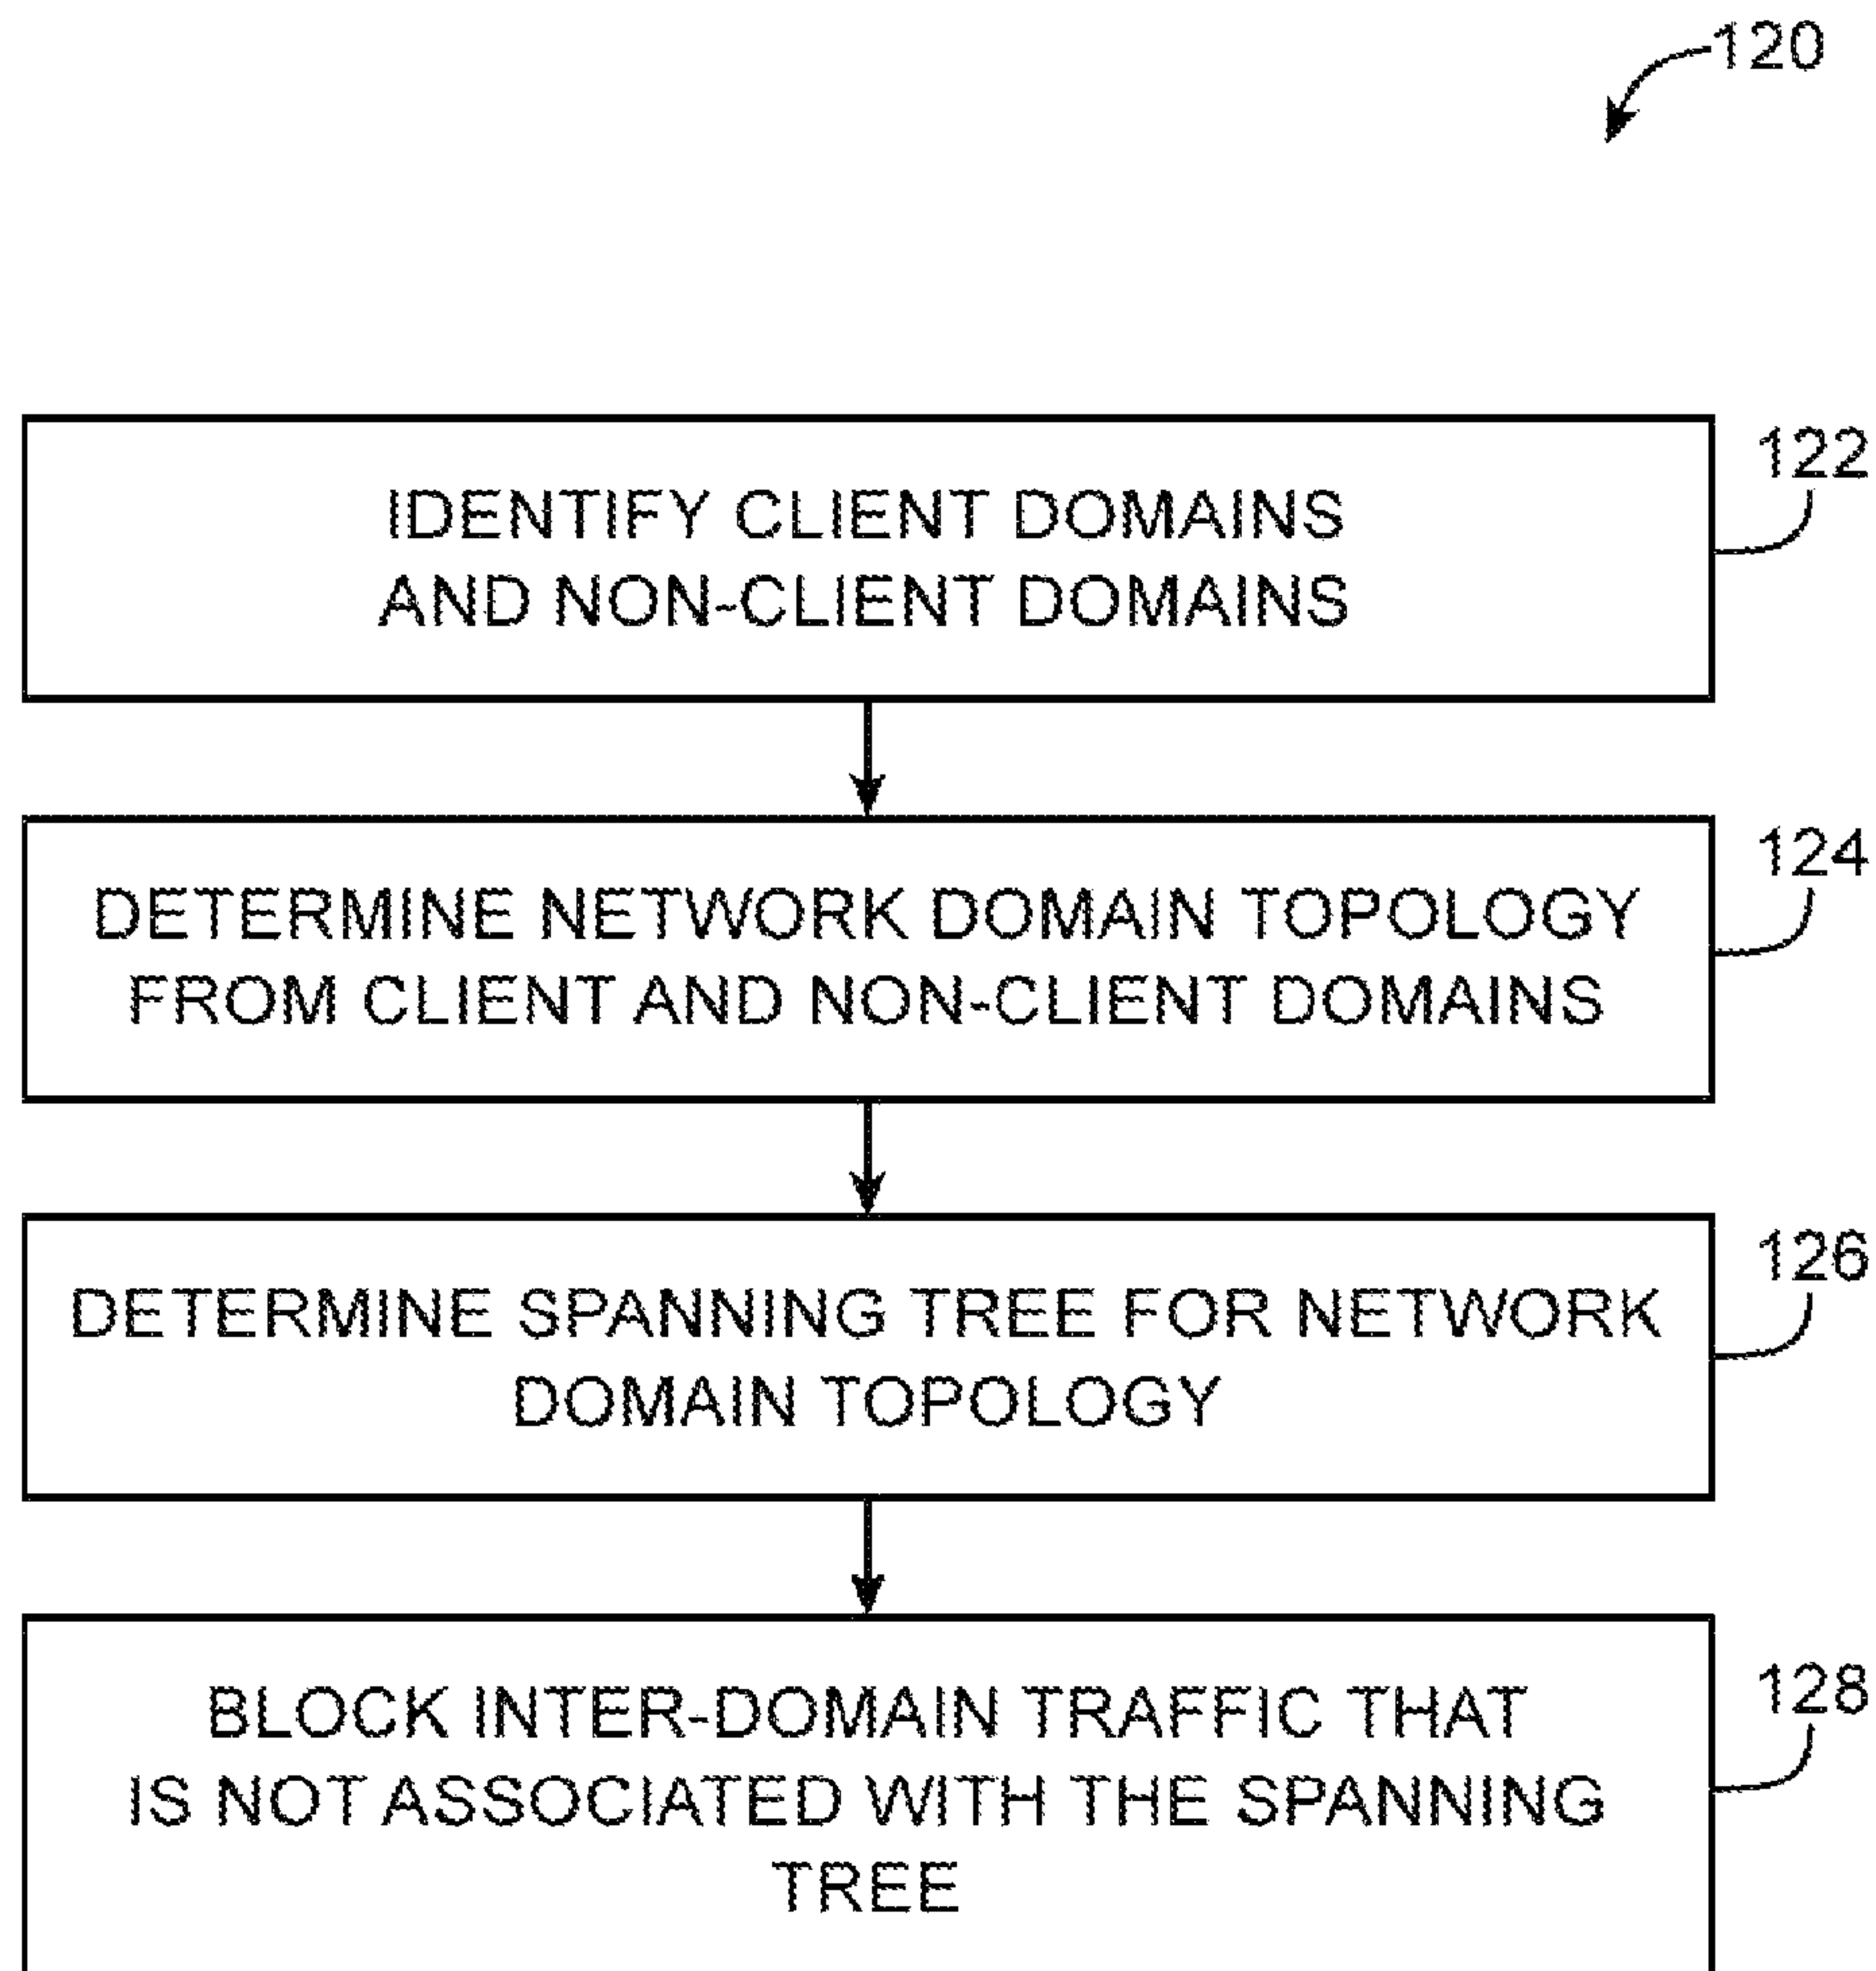 120
122
IDENTIFY CLIENT DOMAINS
AND NON-CLIENT DOMAINS
124
DETERMINE NETWORK DOMAIN TOPOLOGY
FROM CLIENT AND NON-CLIENT DOMAINS
126
DETERMINE SPANNING TREE FOR NETWORK
DOMAIN TOPOLOGY
128
BLOCK INTER-DOMAIN TRAFFIC THAT
IS NOT ASSOCIATED WITH THE SPANNING
TREE